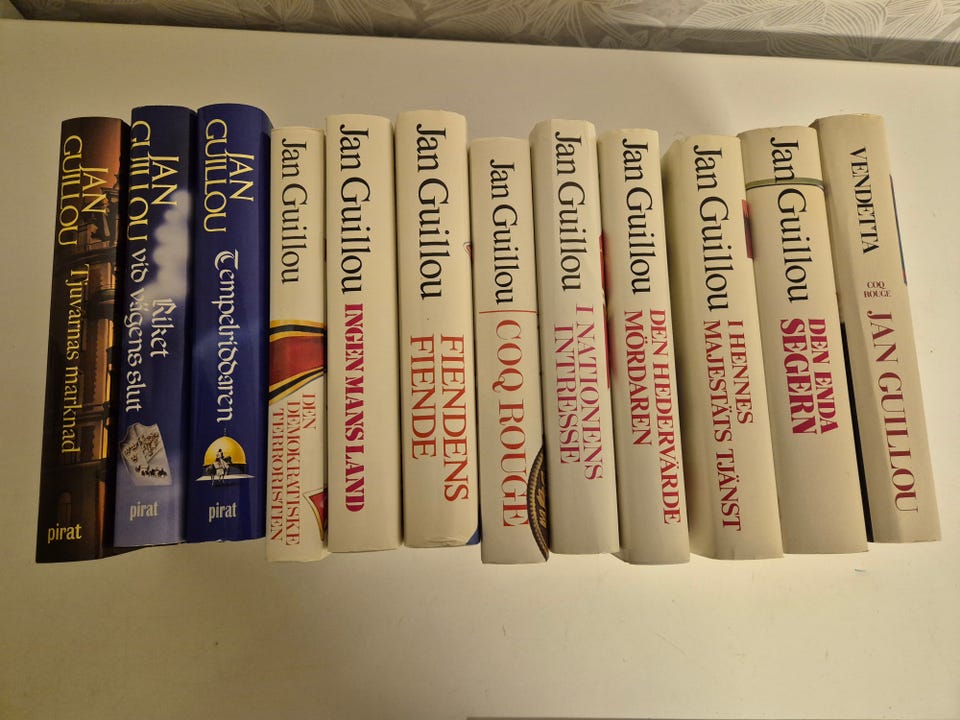 JAN
GUILLOU
Tjuvarnas marknad
pirat
JAN
GUILLOU
Riket
vid vägens slut
pirat
JAN
GUILLOU
Tempelriddaren
pirat
Jan Guillou
DEN
DEMOKRATISKE
TERRORISTEN
Jan Guillou
INGEN MANS LAND
Jan Guillou
FIENDENS
FIENDE
Jan Guillou
COQ ROUGE
Jan Guillou
I NATIONENS
INTRESSE
Jan Guillou
DEN HEDERVÄRDE
MÖRDAREN
Jan Guillou
I HENNES
MAJESTÄTS TJÄNST
Jan Guillou
DEN ENDA
SEGERN
VENDETTA
COQ
ROUGE
JAN GUILLOU